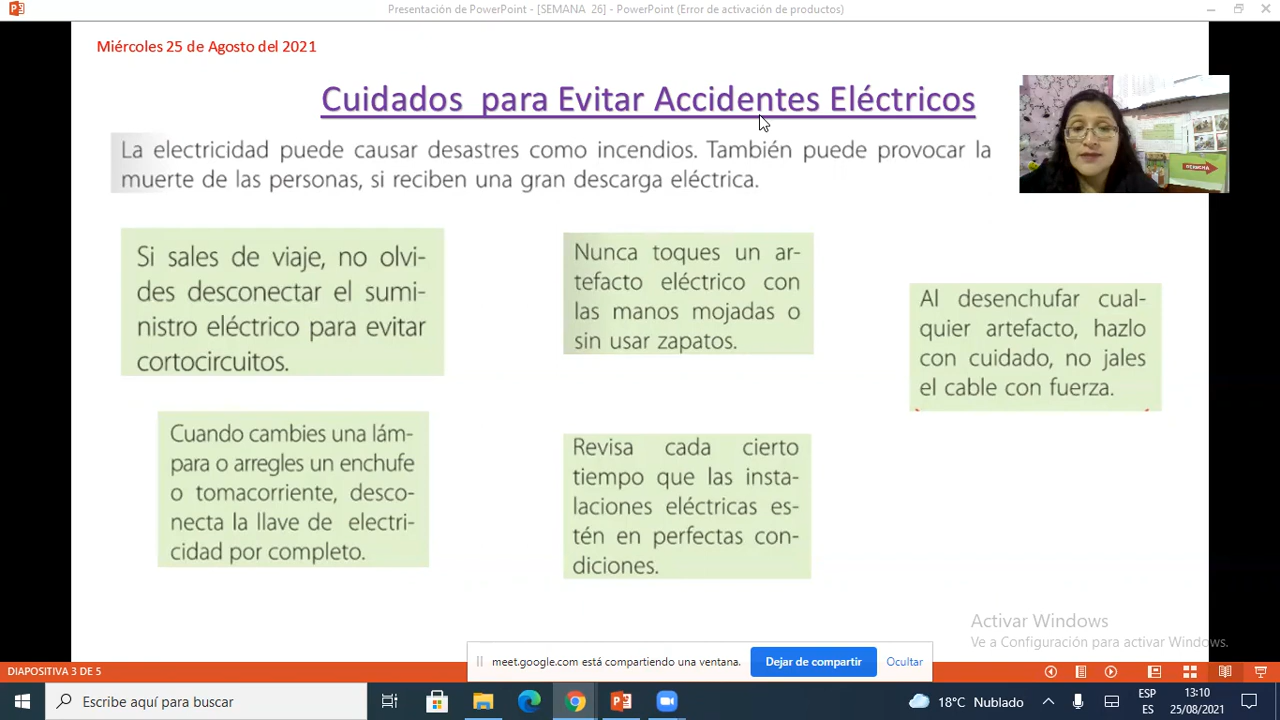 Presentación de PowerPoint - [SEMANA 26] - PowerPoint (Error de activación de productos)
Miércoles 25 de Agosto del 2021
Cuidados para Evitar Accidentes Eléctricos
La electricidad puede causar desastres como incendios. También puede provocar la
muerte de las personas, si reciben una gran descarga eléctrica.
Si sales de viaje, no olvi-
des desconectar el sumi-
nistro eléctrico para evitar
cortocircuitos.
Nunca toques un ar-
tefacto eléctrico con
las manos mojadas o
sin usar zapatos.
Al desenchufar cual-
quier artefacto, hazlo
con cuidado, no jales
el cable con fuerza.
Cuando cambies una lám-
para o arregles un enchufe
o tomacorriente, desco-
necta la llave de electri-
cidad por completo.
Revisa cada cierto
tiempo que las insta-
laciones eléctricas es-
tén en perfectas con-
diciones.
Activar Windows
Ve a Configuración para activar Windows.
meet.google.com está compartiendo una ventana.
Dejar de compartir
Ocultar
DIAPOSITIVA 3 DE 5
Escribe aquí para buscar
18°C Nublado
ESP
ES
13:10
25/08/2021